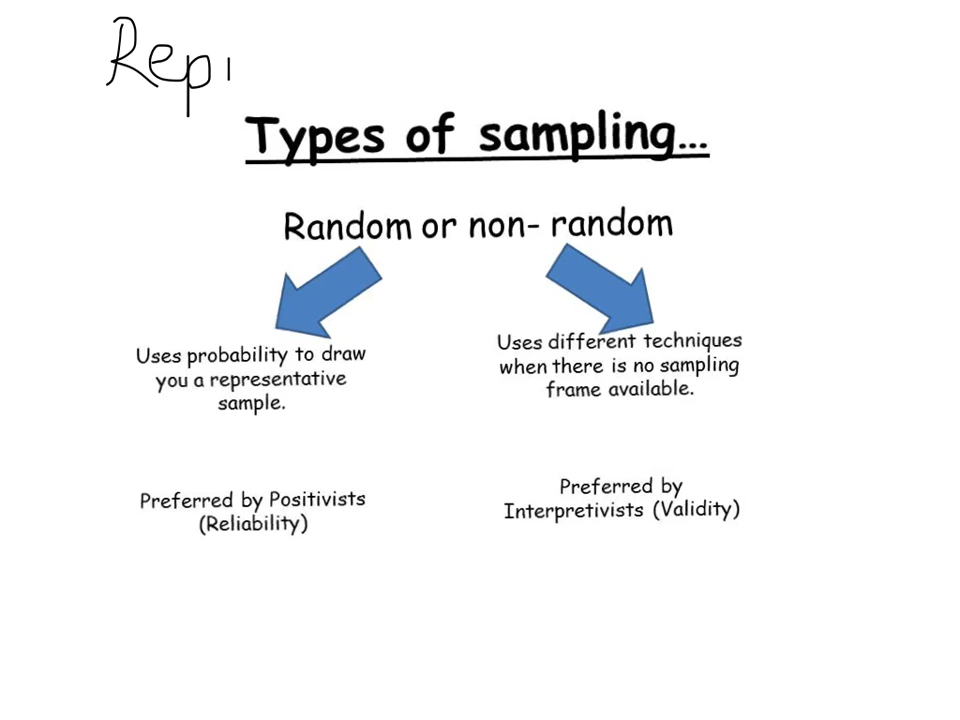 Rep
Types of sampling...
Random or non- random
Uses probability to draw
you a representative
sample.
Uses different techniques
when there is no sampling
frame available.
Preferred by Positivists
(Reliability)
Preferred by
Interpretivists (Validity)